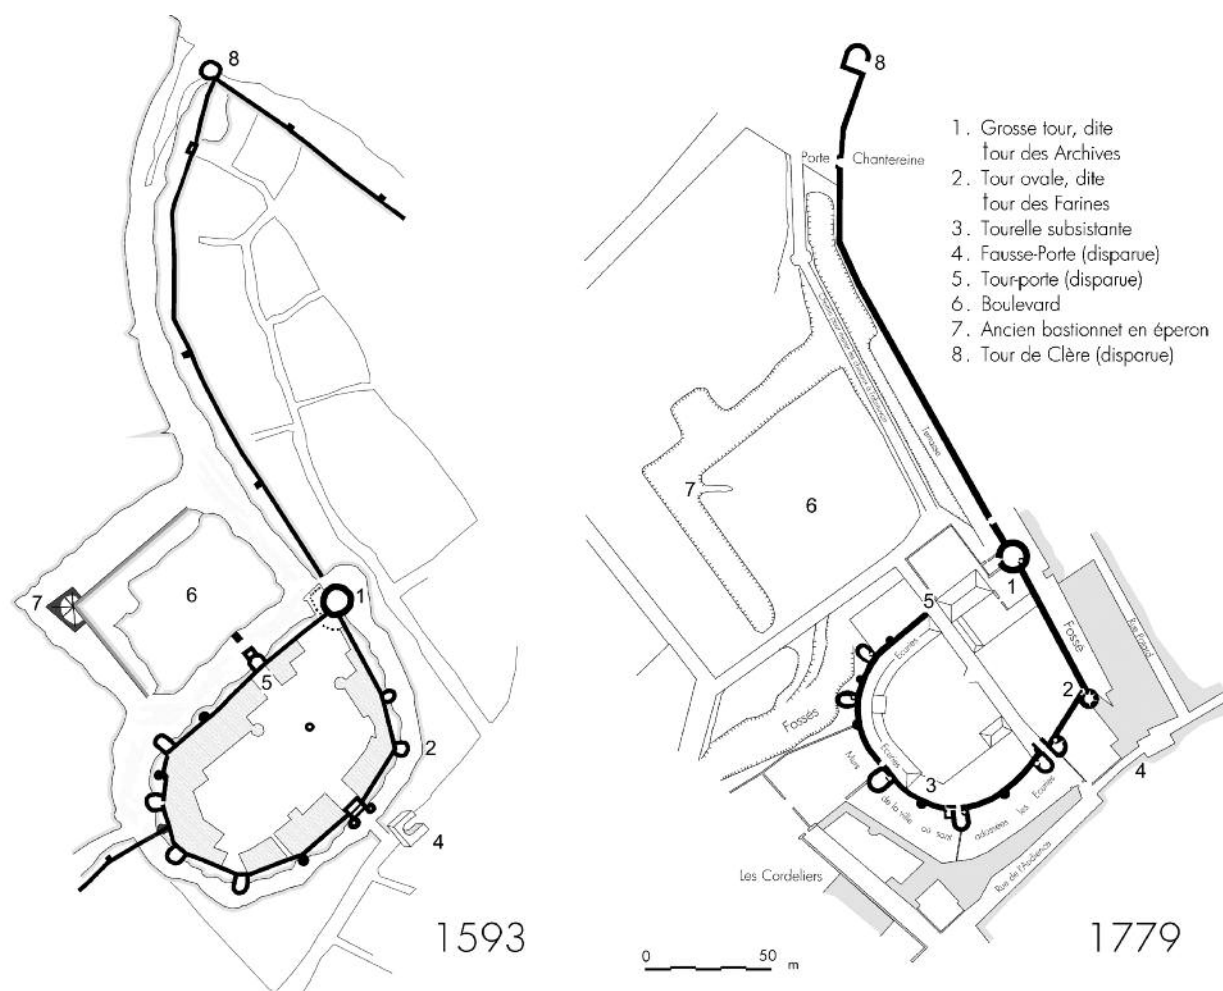 8
7
6
1
5
2
4
1593
8
Porte Chantereine
1. Grosse tour, dite
tour des Archives
2. Tour ovale, dite
tour des Farines
3. Tourelle subsistante
4. Fausse-Porte (disparue)
5. Tour-porte (disparue)
6. Boulevard
7. Ancien bastionnet en éperon
8. Tour de Clère (disparue)
Terrasse
7
6
1
5
Fossé
Ecuries
2
Fossés
Ecuries
3
4
Murs de la ville où sont adossées les Ecuries
Les Cordeliers
Rue de l'Audience
0 50 m
1779